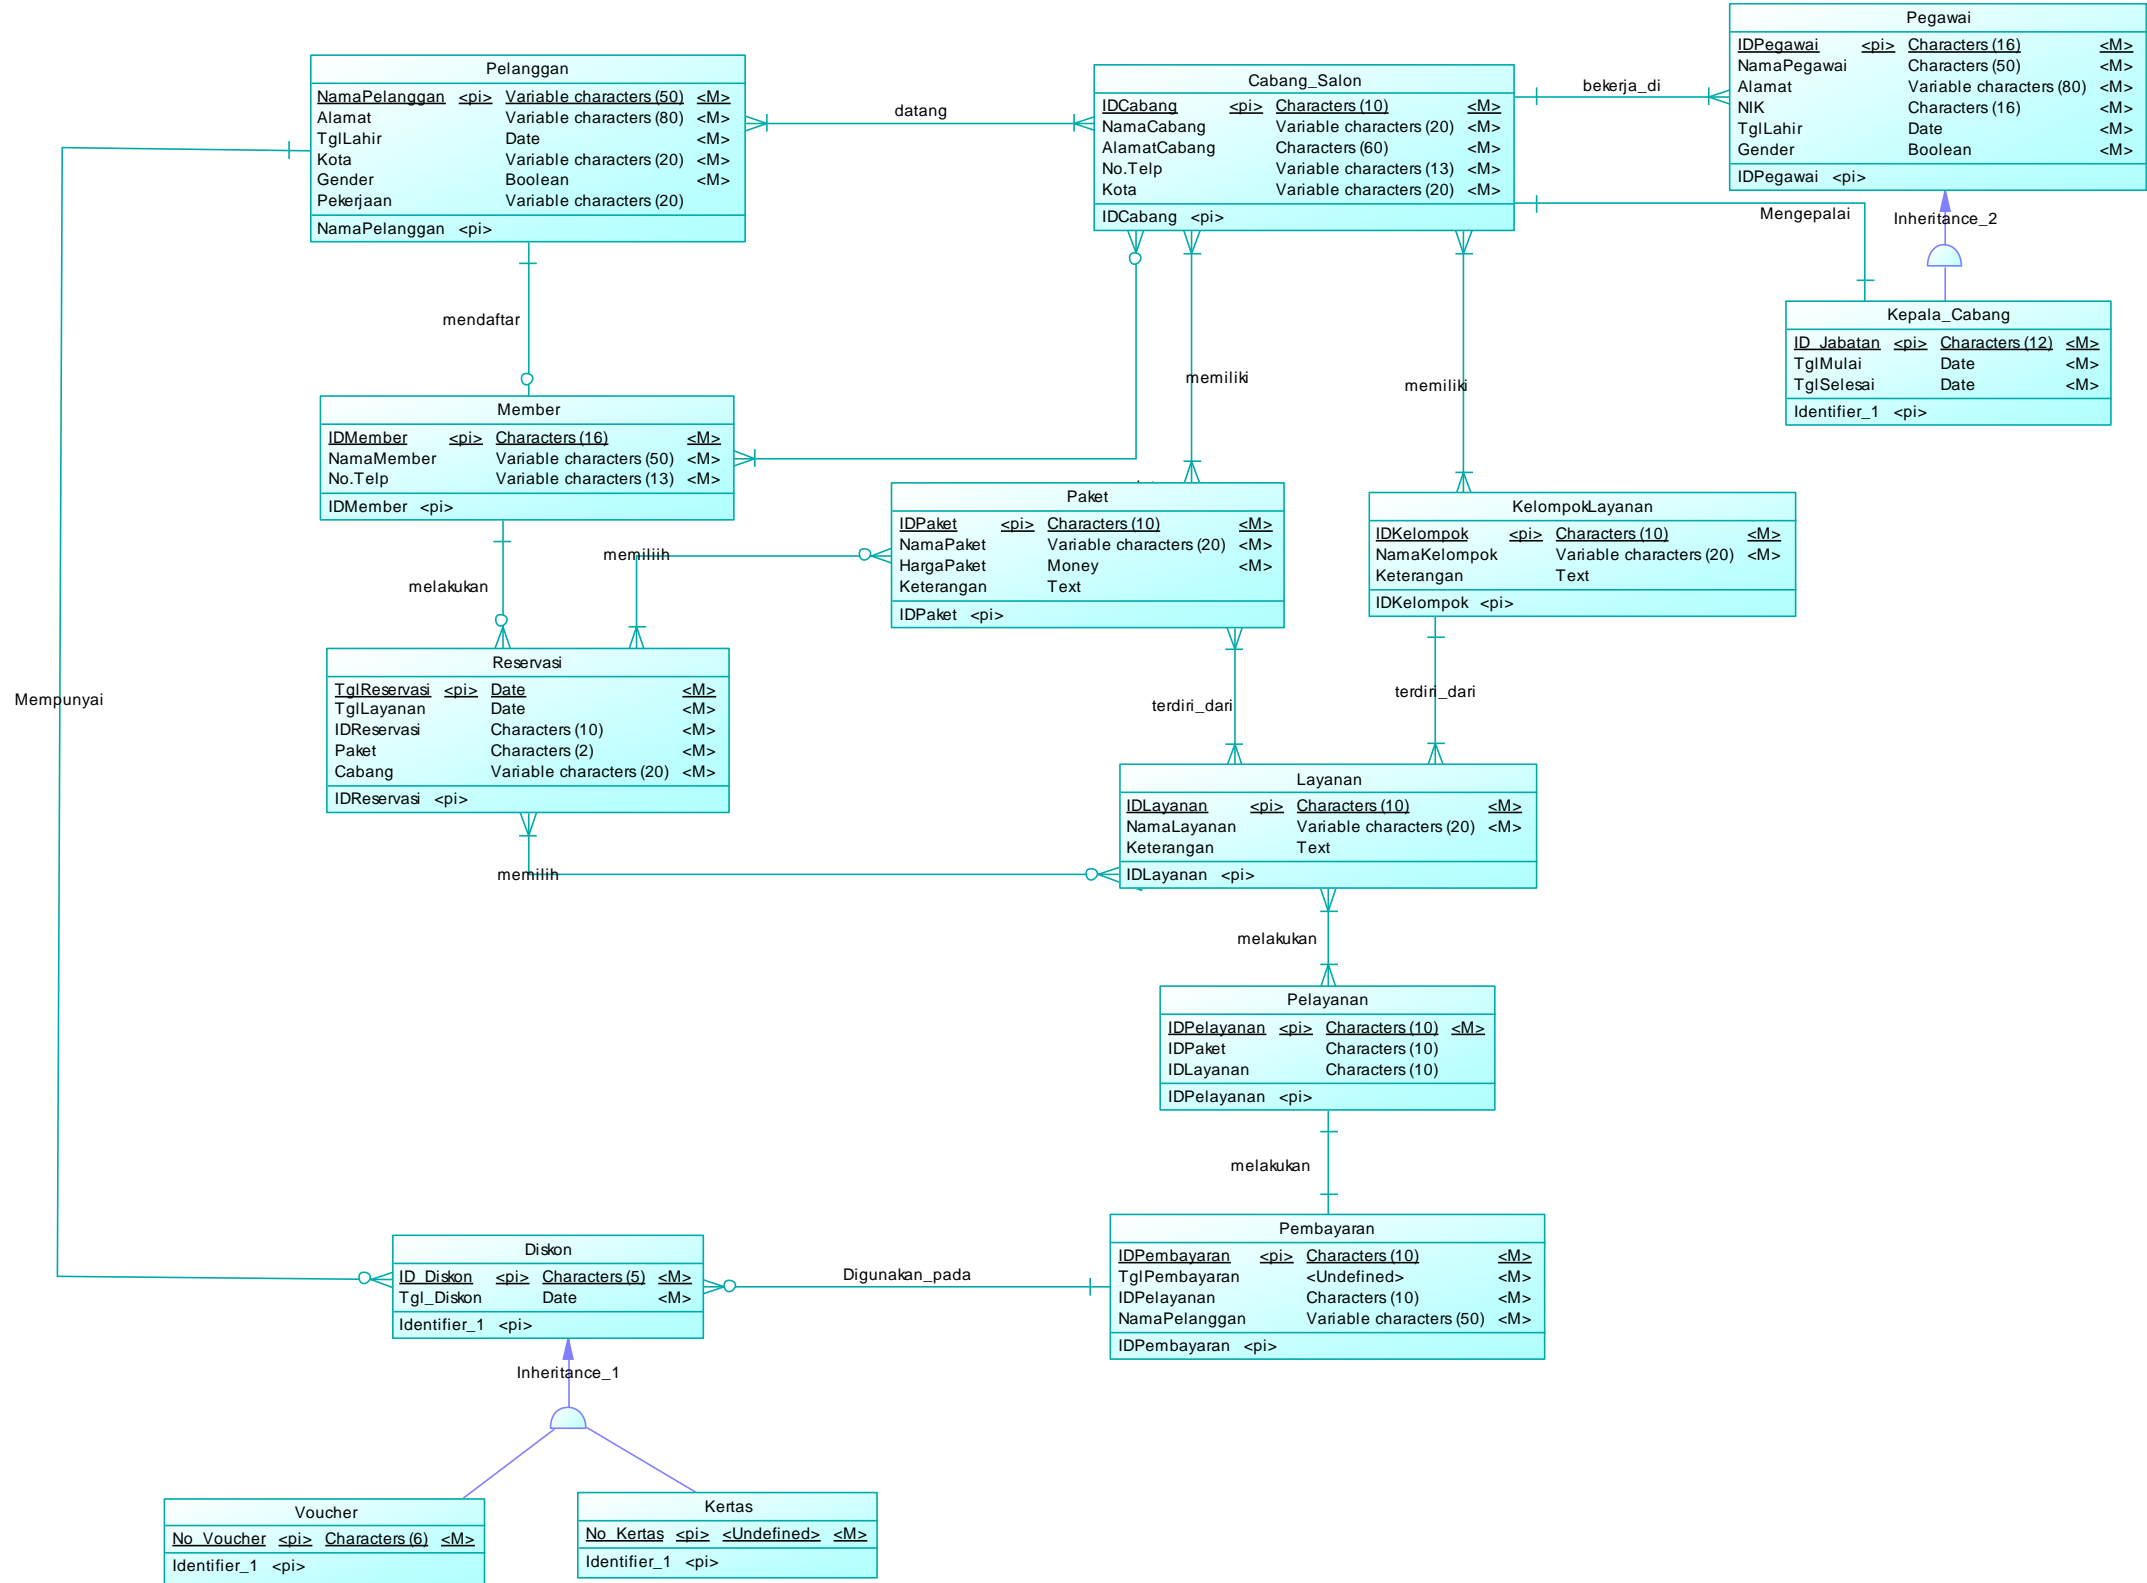 Pegawai
IDPegawai <pi> Characters (16) <M>
NamaPegawai Characters (50) <M>
Alamat Variable characters (80) <M>
NIK Characters (16) <M>
TglLahir Date <M>
Gender Boolean <M>
IDPegawai <pi>
Pelanggan
NamaPelanggan <pi> Variable characters (50) <M>
Alamat Variable characters (80) <M>
TglLahir Date <M>
Kota Variable characters (20) <M>
Gender Boolean <M>
Pekerjaan Variable characters (20)
NamaPelanggan <pi>
datang
Cabang_Salon
IDCabang <pi> Characters (10) <M>
NamaCabang Variable characters (20) <M>
AlamatCabang Characters (60) <M>
No.Telp Variable characters (13) <M>
Kota Variable characters (20) <M>
IDCabang <pi>
bekerja_di
Mengepalai
Inheritance_2
Kepala_Cabang
ID_Jabatan <pi> Characters (12) <M>
TglMulai Date <M>
TglSelesai Date <M>
Identifier_1 <pi>
mendaftar
memiliki
memiliki
Member
IDMember <pi> Characters (16) <M>
NamaMember Variable characters (50) <M>
No.Telp Variable characters (13) <M>
IDMember <pi>
Paket
IDPaket <pi> Characters (10) <M>
NamaPaket Variable characters (20) <M>
HargaPaket Money <M>
Keterangan Text
IDPaket <pi>
KelompokLayanan
IDKelompok <pi> Characters (10) <M>
NamaKelompok Variable characters (20) <M>
Keterangan Text
IDKelompok <pi>
memiliih
melakukan
Reservasi
TglReservasi <pi> Date <M>
TglLayanan Date <M>
IDReservasi Characters (10) <M>
Paket Characters (2) <M>
Cabang Variable characters (20) <M>
IDReservasi <pi>
Mempunyai
terdiri_dari
terdiri_dari
Layanan
IDLayanan <pi> Characters (10) <M>
NamaLayanan Variable characters (20) <M>
Keterangan Text
IDLayanan <pi>
memilih
melakukan
Pelayanan
IDPelayanan <pi> Characters (10) <M>
IDPaket Characters (10)
IDLayanan Characters (10)
IDPelayanan <pi>
melakukan
Pembayaran
IDPembayaran <pi> Characters (10) <M>
TglPembayaran <Undefined> <M>
IDPelayanan Characters (10) <M>
NamaPelanggan Variable characters (50) <M>
IDPembayaran <pi>
Diskon
ID_Diskon <pi> Characters (5) <M>
Tgl_Diskon Date <M>
Identifier_1 <pi>
Digunakan_pada
Inheritance_1
Voucher
No_Voucher <pi> Characters (6) <M>
Identifier_1 <pi>
Kertas
No_Kertas <pi> <Undefined> <M>
Identifier_1 <pi>